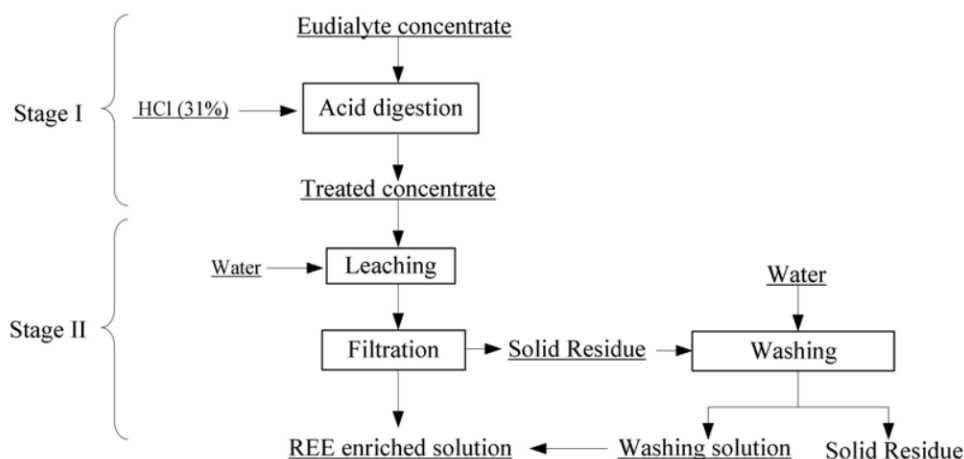 Eudialyte concentrate
Stage I
HCl (31%)
Acid digestion
Treated concentrate
Water
Leaching
Water
Stage II
Filtration
Solid Residue
Washing
REE enriched solution
Washing solution
Solid Residue